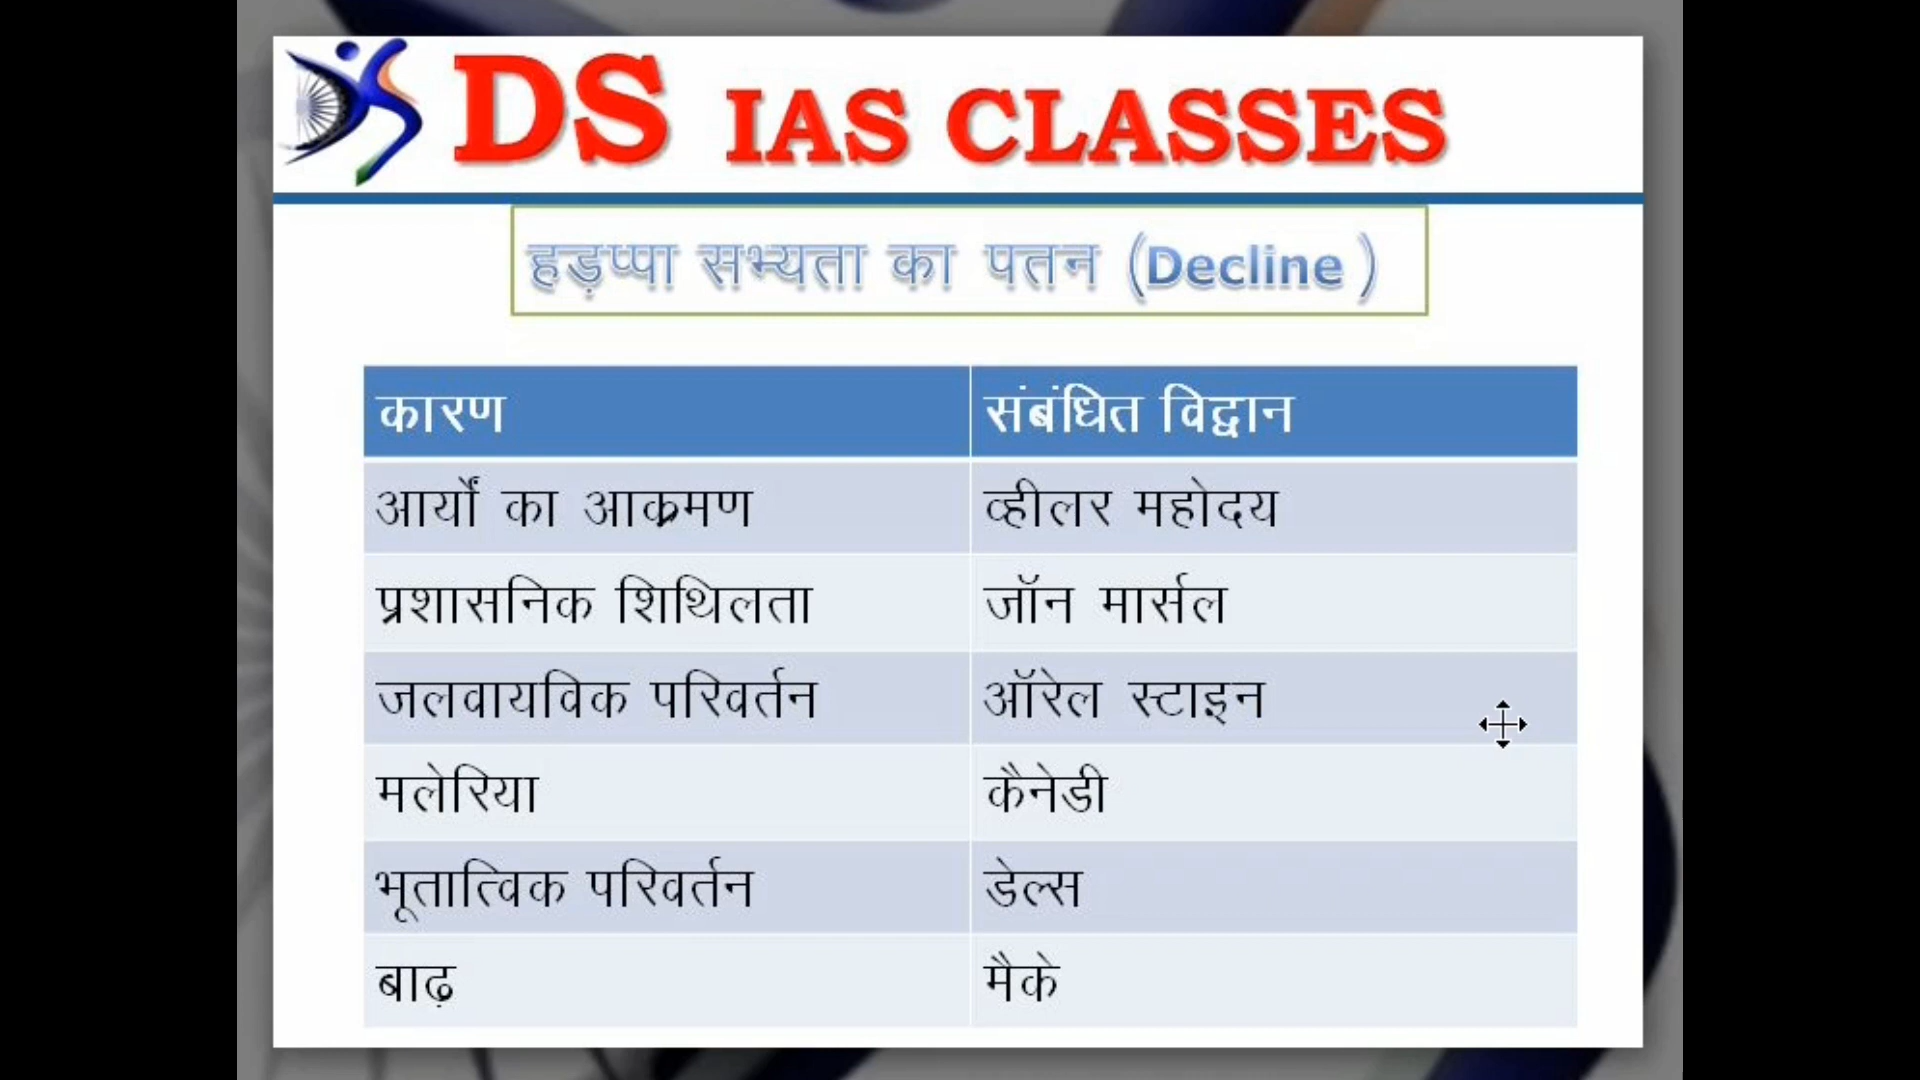 DS IAS CLASSES
हड़प्पा सभ्यता का पतन (Decline )
कारण संबंधित विद्वान
आर्यों का आक्रमण व्हीलर महोदय
प्रशासनिक शिथिलता जॉन मार्सल
जलवायविक परिवर्तन ऑरेल स्टाइन
मलेरिया कैनेडी
भूतात्विक परिवर्तन डेल्स
बाढ़ मैके